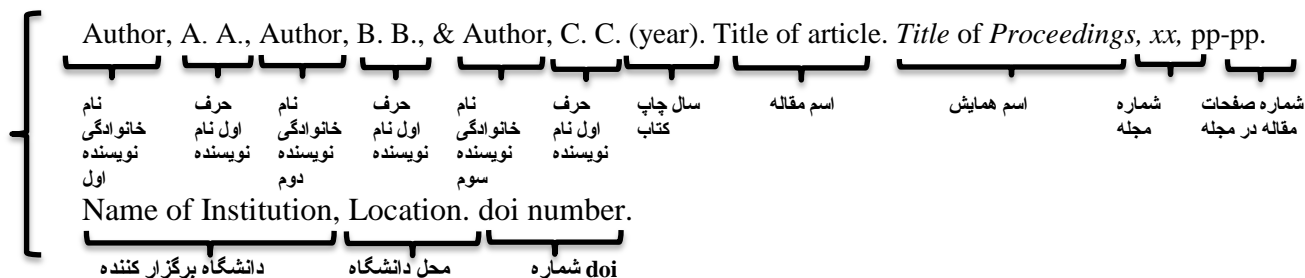 Author, A. A., Author, B. B., & Author, C. C. (year). Title of article. Title of Proceedings, xx, pp-pp.
نام خانوادگی نویسنده اول
حرف اول نام نویسنده
نام خانوادگی نویسنده دوم
حرف اول نام نویسنده
نام خانوادگی نویسنده سوم
حرف اول نام نویسنده
سال چاپ کتاب
اسم مقاله
اسم همایش
شماره مجله
شماره صفحات مقاله در مجله
Name of Institution, Location. doi number.
دانشگاه برگزار کننده
محل دانشگاه
شماره doi